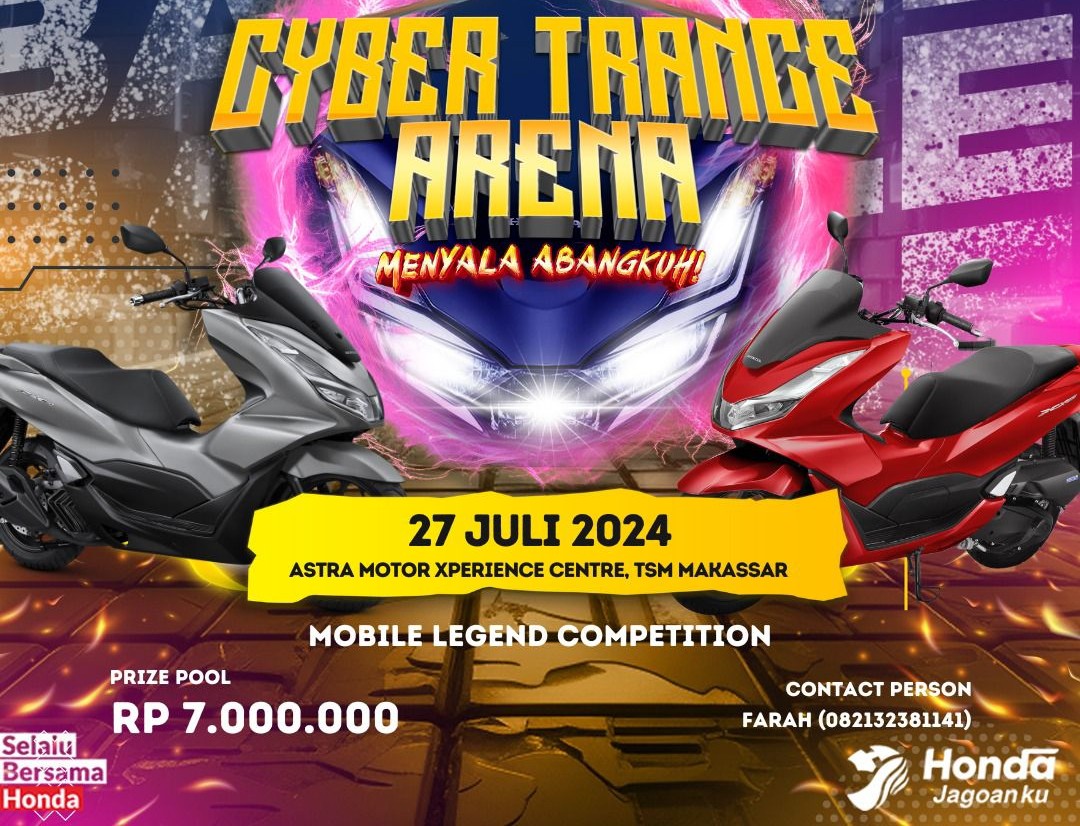 CYBER TRANCE
ARENA
MENYALA ABANGKUH!
27 JULI 2024
ASTRA MOTOR XPERIENCE CENTRE, TSM MAKASSAR
MOBILE LEGEND COMPETITION
PRIZE POOL
RP 7.000.000
CONTACT PERSON
FARAH (082132381141)
Selalu
Bersama
Honda
Honda
Jagoanku